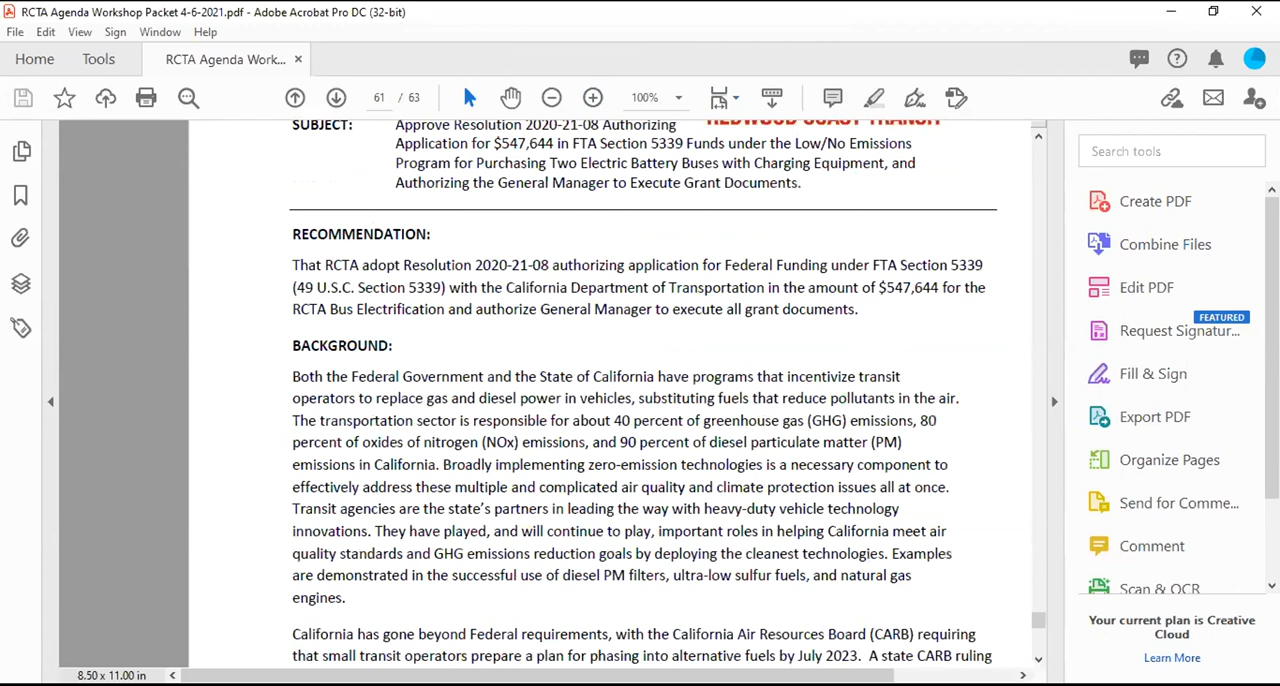 RCTA Agenda Workshop Packet 4-6-2021.pdf - Adobe Acrobat Pro DC (32-bit)
File Edit View Sign Window Help
Home Tools RCTA Agenda Work... ×
61 / 63 100%
REDWOOD COAST TRANSIT
SUBJECT: Approve Resolution 2020-21-08 Authorizing
Application for $547,644 in FTA Section 5339 Funds under the Low/No Emissions
Program for Purchasing Two Electric Battery Buses with Charging Equipment, and
Authorizing the General Manager to Execute Grant Documents.
RECOMMENDATION:
That RCTA adopt Resolution 2020-21-08 authorizing application for Federal Funding under FTA Section 5339
(49 U.S.C. Section 5339) with the California Department of Transportation in the amount of $547,644 for the
RCTA Bus Electrification and authorize General Manager to execute all grant documents.
BACKGROUND:
Both the Federal Government and the State of California have programs that incentivize transit
operators to replace gas and diesel power in vehicles, substituting fuels that reduce pollutants in the air.
The transportation sector is responsible for about 40 percent of greenhouse gas (GHG) emissions, 80
percent of oxides of nitrogen (NOx) emissions, and 90 percent of diesel particulate matter (PM)
emissions in California. Broadly implementing zero-emission technologies is a necessary component to
effectively address these multiple and complicated air quality and climate protection issues all at once.
Transit agencies are the state's partners in leading the way with heavy-duty vehicle technology
innovations. They have played, and will continue to play, important roles in helping California meet air
quality standards and GHG emissions reduction goals by deploying the cleanest technologies. Examples
are demonstrated in the successful use of diesel PM filters, ultra-low sulfur fuels, and natural gas
engines.
California has gone beyond Federal requirements, with the California Air Resources Board (CARB) requiring
that small transit operators prepare a plan for phasing into alternative fuels by July 2023. A state CARB ruling
8.50 x 11.00 in
Search tools
Create PDF
Combine Files
Edit PDF
FEATURED
Request Signatur...
Fill & Sign
Export PDF
Organize Pages
Send for Comme...
Comment
Scan & OCR
Your current plan is Creative
Cloud
Learn More